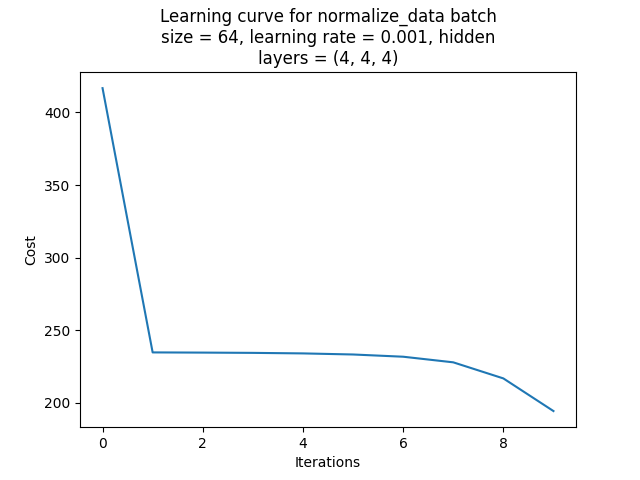 Learning curve for normalize_data batch
size = 64, learning rate = 0.001, hidden
layers = (4, 4, 4)
400
350
300
250
200
Cost
0 2 4 6 8
Iterations